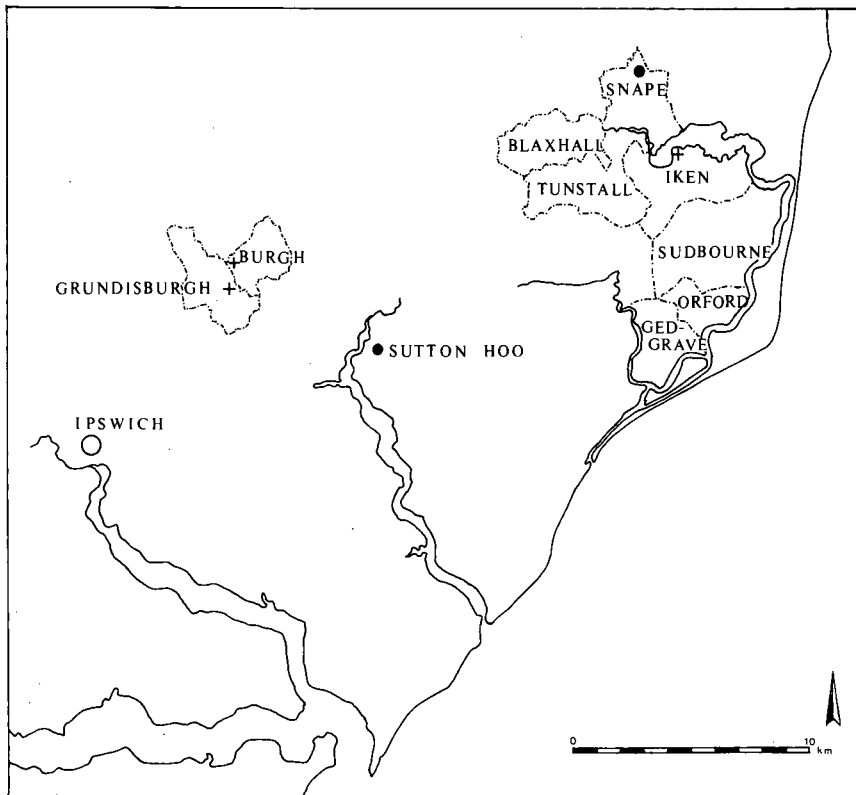 SNAPE
BLAXHALL
IKEN
TUNSTALL
SUDBOURNE
BURGH
GRUNDISBURGH
ORFORD
GED-
GRAVE
SUTTON HOO
IPSWICH
0 10
km